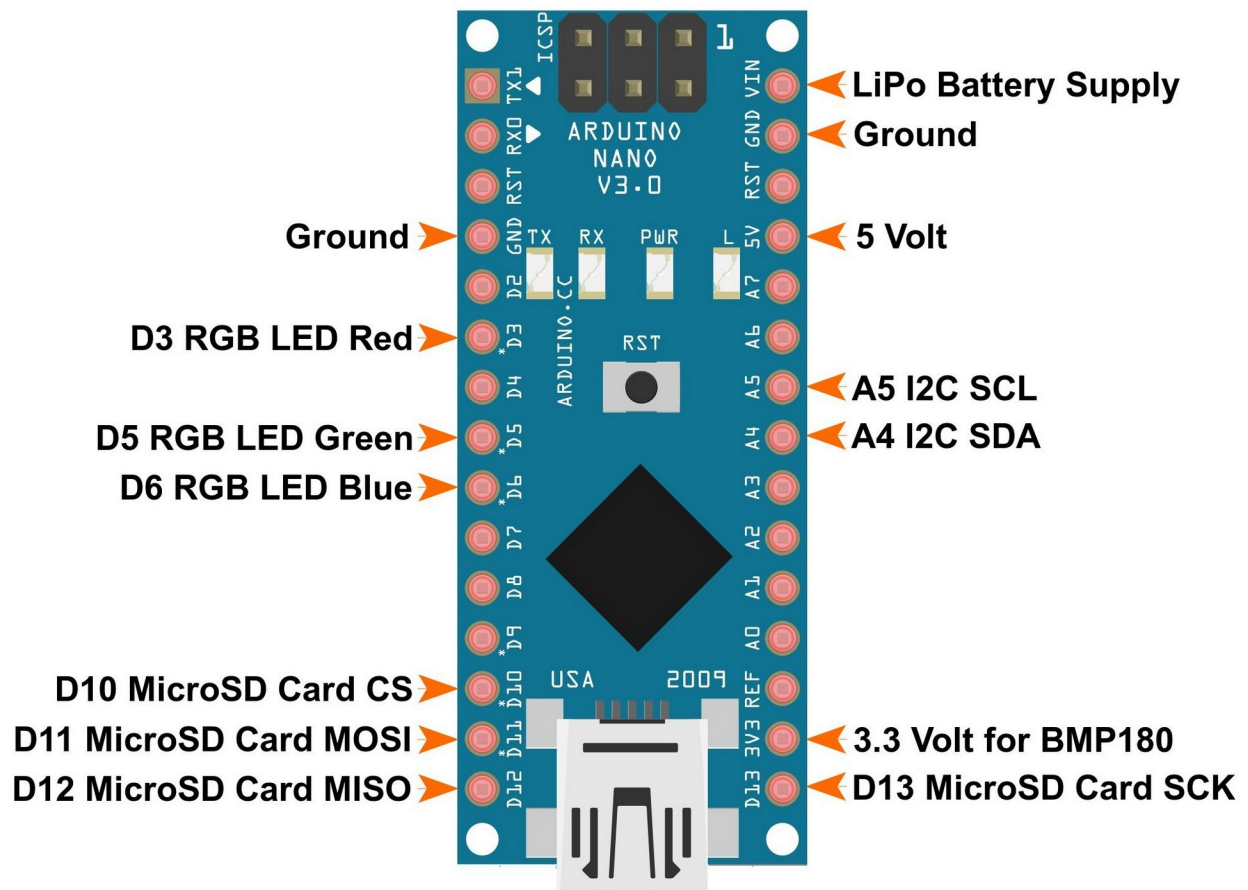 ICSP
1
TX1
RX0
RST
GND
D2
*D3
D4
*D5
*D6
D7
D8
*D9
*D10
*D11
D12
VIN
GND
RST
5V
A7
A6
A5
A4
A3
A2
A1
A0
REF
3V3
D13
ARDUINO
NANO
V3.0
TX RX PWR L
ARDUINO.CC
RST
USA 2009
Ground
D3 RGB LED Red
D5 RGB LED Green
D6 RGB LED Blue
D10 MicroSD Card CS
D11 MicroSD Card MOSI
D12 MicroSD Card MISO
LiPo Battery Supply
Ground
5 Volt
A5 I2C SCL
A4 I2C SDA
3.3 Volt for BMP180
D13 MicroSD Card SCK